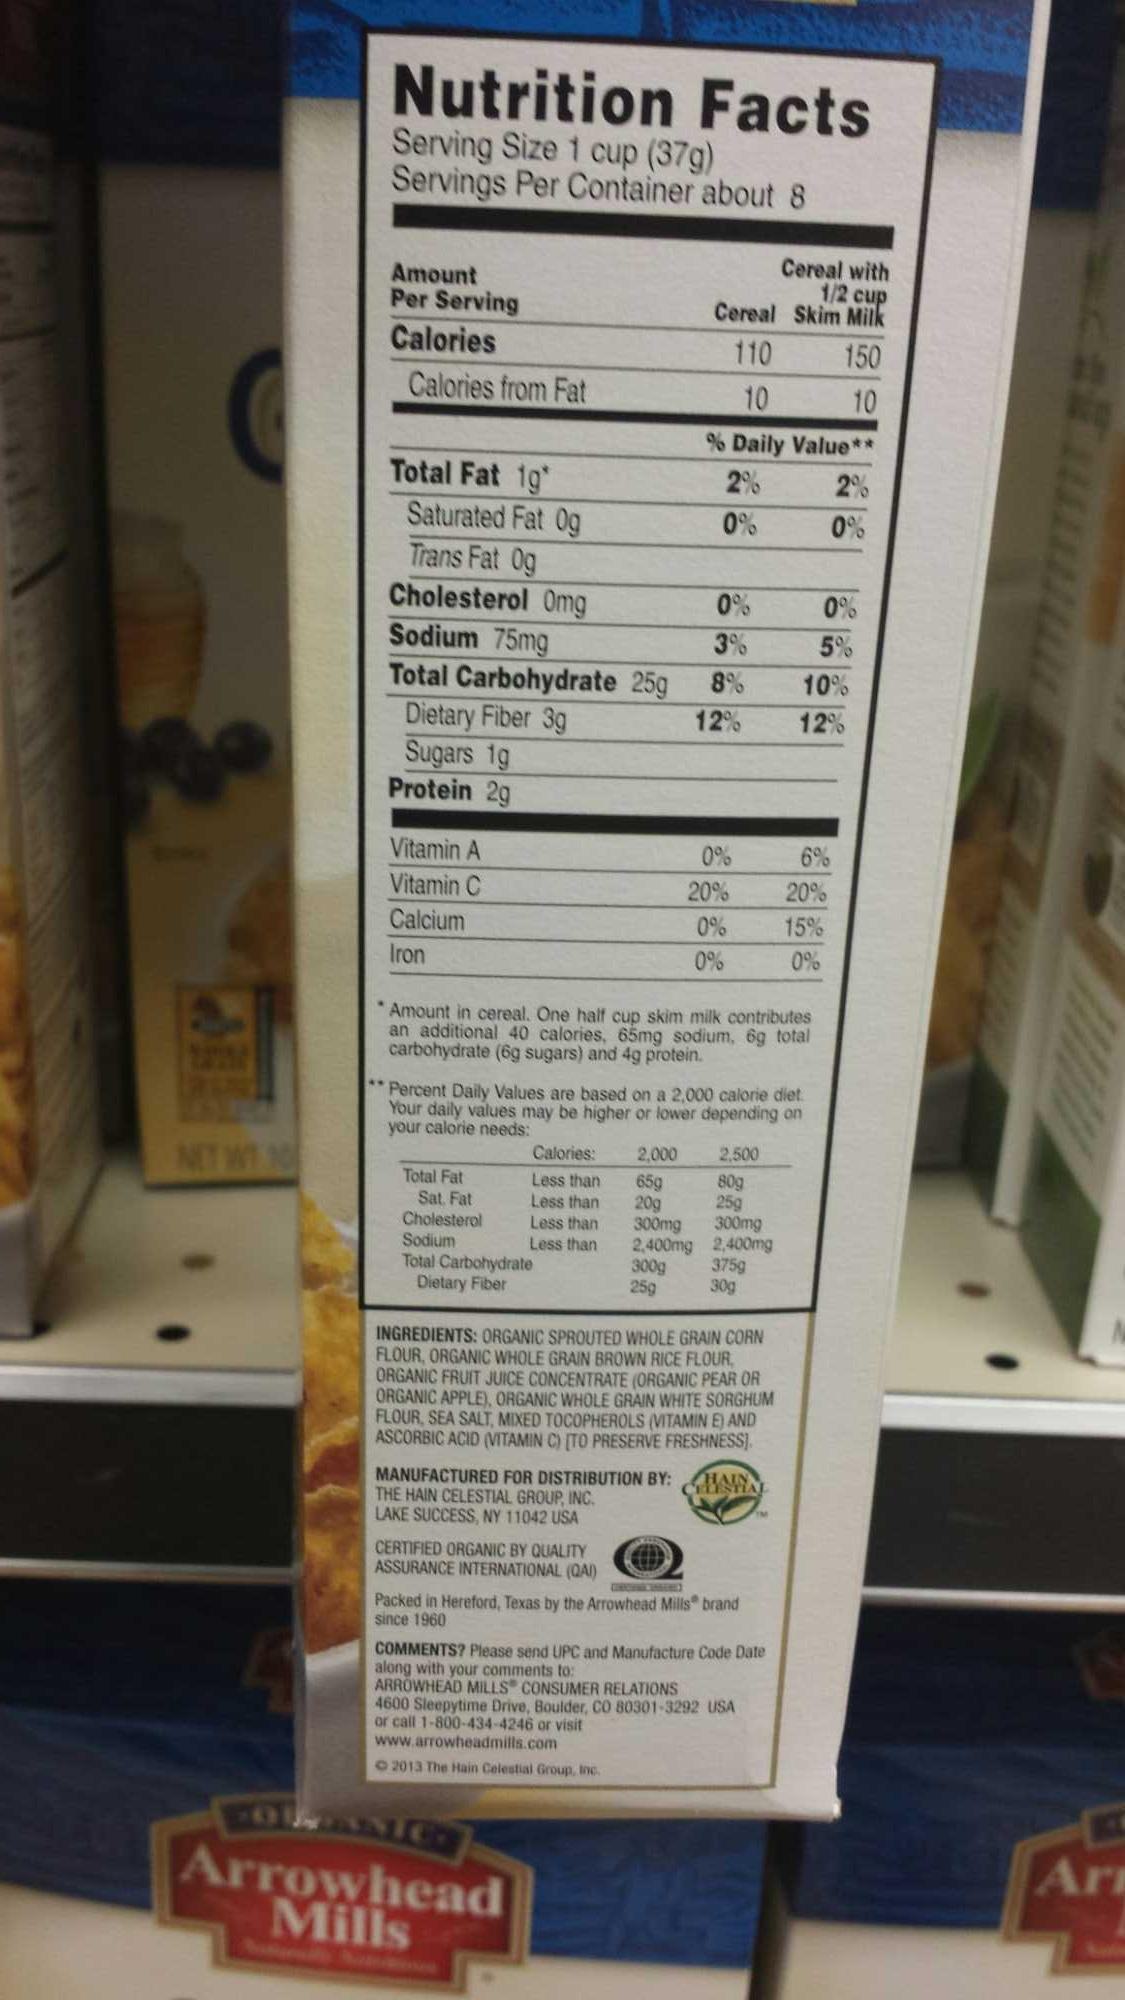 Nutrition Facts
Serving Size 1 cup (37g)
Servings Per Container about 8
Amount Per Serving Cereal Cereal with 1/2 cup Skim Milk
Calories 110 150
Calories from Fat 10 10
% Daily Value**
Total Fat 1g* 2% 2%
Saturated Fat 0g 0% 0%
Trans Fat 0g
Cholesterol 0mg 0% 0%
Sodium 75mg 3% 5%
Total Carbohydrate 25g 8% 10%
Dietary Fiber 3g 12% 12%
Sugars 1g
Protein 2g
Vitamin A 0% 6%
Vitamin C 20% 20%
Calcium 0% 15%
Iron 0% 0%
* Amount in cereal. One half cup skim milk contributes
an additional 40 calories, 65mg sodium, 6g total
carbohydrate (6g sugars) and 4g protein.
** Percent Daily Values are based on a 2,000 calorie diet.
Your daily values may be higher or lower depending on
your calorie needs:
Calories: 2,000 2,500
Total Fat Less than 65g 80g
Sat. Fat Less than 20g 25g
Cholesterol Less than 300mg 300mg
Sodium Less than 2,400mg 2,400mg
Total Carbohydrate 300g 375g
Dietary Fiber 25g 30g
INGREDIENTS: ORGANIC SPROUTED WHOLE GRAIN CORN
FLOUR, ORGANIC WHOLE GRAIN BROWN RICE FLOUR,
ORGANIC FRUIT JUICE CONCENTRATE (ORGANIC PEAR OR
ORGANIC APPLE), ORGANIC WHOLE GRAIN WHITE SORGHUM
FLOUR, SEA SALT, MIXED TOCOPHEROLS (VITAMIN E) AND
ASCORBIC ACID (VITAMIN C) [TO PRESERVE FRESHNESS].
MANUFACTURED FOR DISTRIBUTION BY:
THE HAIN CELESTIAL GROUP, INC.
LAKE SUCCESS, NY 11042 USA
HAIN
CELESTIAL
TM
CERTIFIED ORGANIC BY QUALITY
ASSURANCE INTERNATIONAL (QAI)
Packed in Hereford, Texas by the Arrowhead Mills® brand
since 1960
COMMENTS? Please send UPC and Manufacture Code Date
along with your comments to:
ARROWHEAD MILLS® CONSUMER RELATIONS
4600 Sleepytime Drive, Boulder, CO 80301-3292 USA
or call 1-800-434-4246 or visit
www.arrowheadmills.com
© 2013 The Hain Celestial Group, Inc.
NET WT
ORGANIC
Arrowhead
Mills